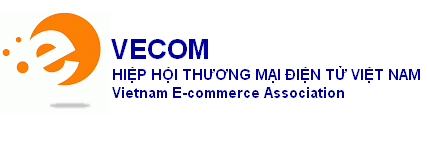 e
VECOM
HIỆP HỘI THƯƠNG MẠI ĐIỆN TỬ VIỆT NAM
Vietnam E-commerce Association